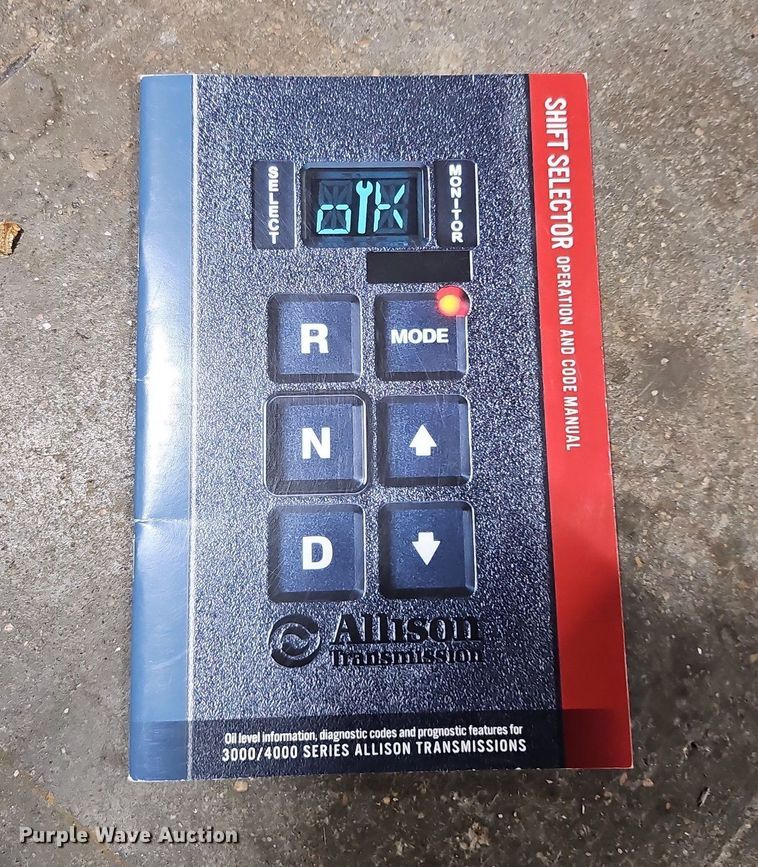 SHIFT SELECTOR OPERATION AND CODE MANUAL
SELECT
oK
MONITOR
R
MODE
N
D
Allison
Transmission
Oil level information, diagnostic codes and prognostic features for
3000/4000 SERIES ALLISON TRANSMISSIONS
Purple Wave Auction